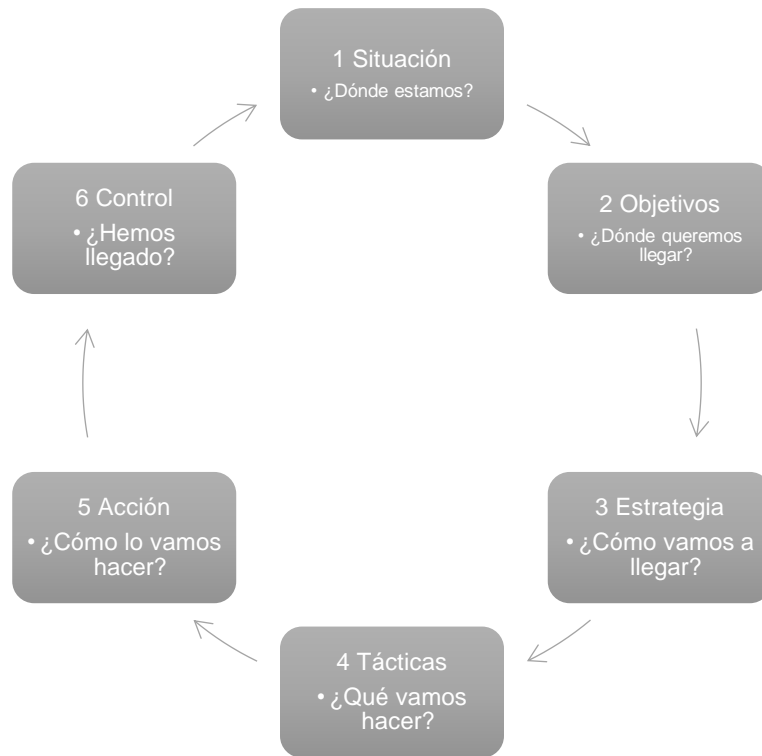 1 Situación
• ¿Dónde estamos?
2 Objetivos
• ¿Dónde queremos
llegar?
3 Estrategia
• ¿Cómo vamos a
llegar?
4 Tácticas
• ¿Qué vamos
hacer?
5 Acción
• ¿Cómo lo vamos
hacer?
6 Control
• ¿Hemos
llegado?